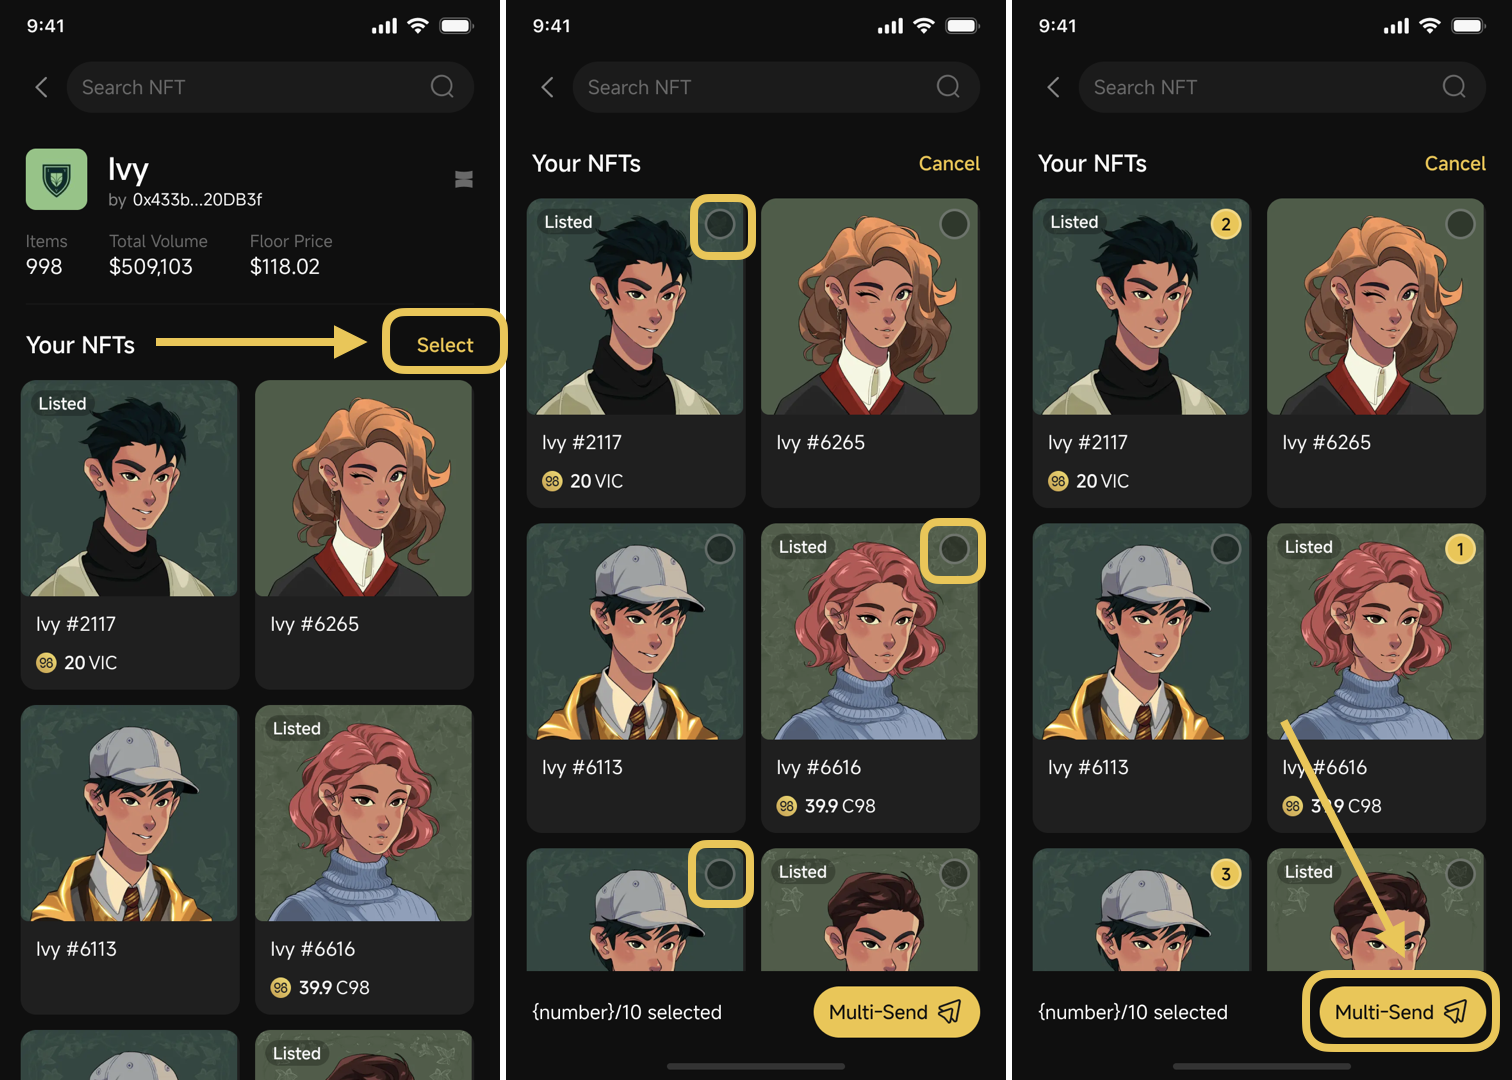 9:41
Search NFT
Ivy
by 0x433b...20DB3f
Items Total Volume Floor Price
998 $509,103 $118.02
Your NFTs Select
Listed
Ivy #2117 Ivy #6265
98 20 VIC
Listed
Ivy #6113 Ivy #6616
98 39.9 C98
Listed
9:41
Search NFT
Your NFTs Cancel
Listed
Ivy #2117 Ivy #6265
98 20 VIC
Listed
Ivy #6113 Ivy #6616
98 39.9 C98
Listed
{number}/10 selected Multi-Send
9:41
Search NFT
Your NFTs Cancel
Listed 2
Ivy #2117 Ivy #6265
98 20 VIC
Listed 1
Ivy #6113 Ivy #6616
98 39.9 C98
3 Listed
{number}/10 selected Multi-Send